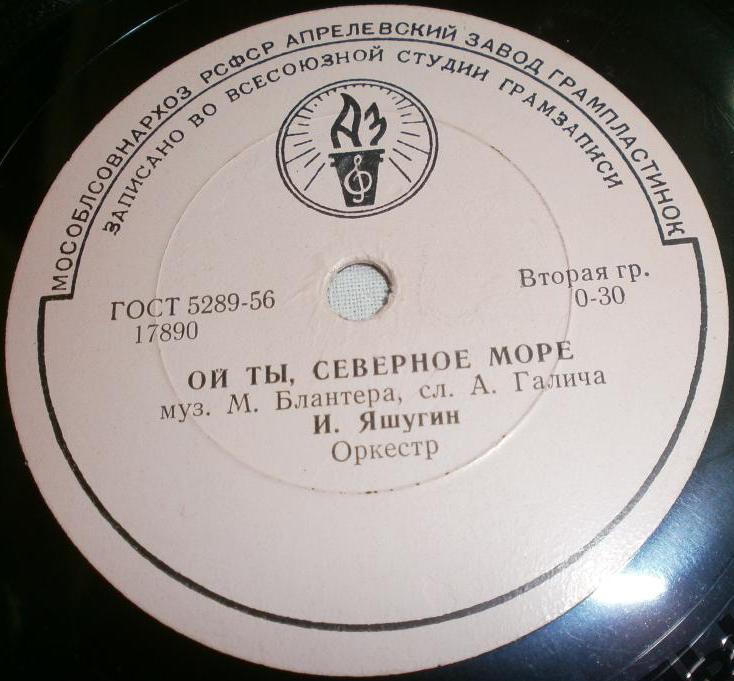 МОСОБЛСОВНАРХОЗ РСФСР АПРЕЛЕВСКИЙ ЗАВОД ГРАМПЛАСТИНОК
ЗАПИСАНО ВО ВСЕСОЮЗНОЙ СТУДИИ ГРАМЗАПИСИ
АЗ
ГОСТ 5289-56
17890
Вторая гр.
0-30
ОЙ ТЫ, СЕВЕРНОЕ МОРЕ
муз. М. Блантера, сл. А. Галича
И. Яшугин
Оркестр